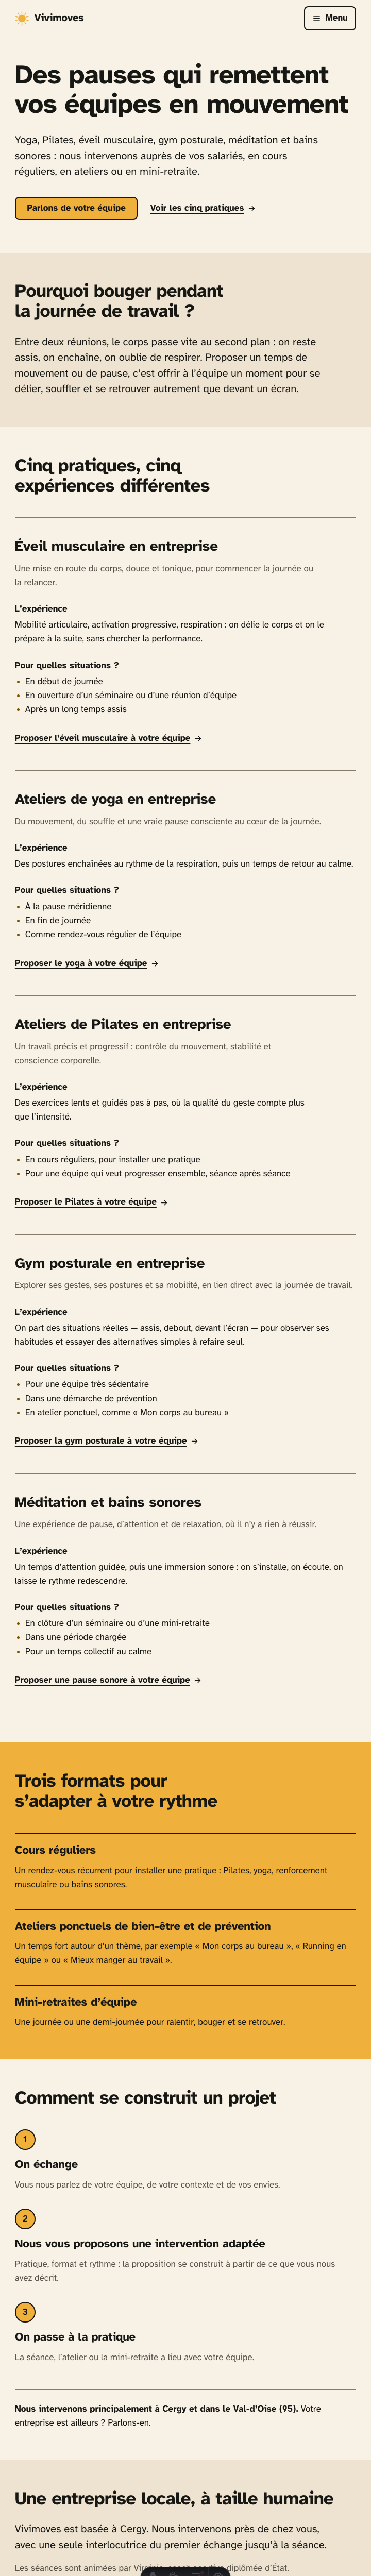 Vivimoves
Menu
Des pauses qui remettent
vos équipes en mouvement
Yoga, Pilates, éveil musculaire, gym posturale, méditation et bains
sonores : nous intervenons auprès de vos salariés, en cours
réguliers, en ateliers ou en mini-retraite.
Parlons de votre équipe
Voir les cinq pratiques →
Pourquoi bouger pendant
la journée de travail ?
Entre deux réunions, le corps passe vite au second plan : on reste
assis, on enchaîne, on oublie de respirer. Proposer un temps de
mouvement ou de pause, c’est offrir à l’équipe un moment pour se
délier, souffler et se retrouver autrement que devant un écran.
Cinq pratiques, cinq
expériences différentes
Éveil musculaire en entreprise
Une mise en route du corps, douce et tonique, pour commencer la journée ou
la relancer.
L’expérience
Mobilité articulaire, activation progressive, respiration : on délie le corps et on le
prépare à la suite, sans chercher la performance.
Pour quelles situations ?
• En début de journée
• En ouverture d’un séminaire ou d’une réunion d’équipe
• Après un long temps assis
Proposer l’éveil musculaire à votre équipe →
Ateliers de yoga en entreprise
Du mouvement, du souffle et une vraie pause consciente au cœur de la journée.
L’expérience
Des postures enchaînées au rythme de la respiration, puis un temps de retour au calme.
Pour quelles situations ?
• À la pause méridienne
• En fin de journée
• Comme rendez-vous régulier de l’équipe
Proposer le yoga à votre équipe →
Ateliers de Pilates en entreprise
Un travail précis et progressif : contrôle du mouvement, stabilité et
conscience corporelle.
L’expérience
Des exercices lents et guidés pas à pas, où la qualité du geste compte plus
que l’intensité.
Pour quelles situations ?
• En cours réguliers, pour installer une pratique
• Pour une équipe qui veut progresser ensemble, séance après séance
Proposer le Pilates à votre équipe →
Gym posturale en entreprise
Explorer ses gestes, ses postures et sa mobilité, en lien direct avec la journée de travail.
L’expérience
On part des situations réelles — assis, debout, devant l’écran — pour observer ses
habitudes et essayer des alternatives simples à refaire seul.
Pour quelles situations ?
• Pour une équipe très sédentaire
• Dans une démarche de prévention
• En atelier ponctuel, comme « Mon corps au bureau »
Proposer la gym posturale à votre équipe →
Méditation et bains sonores
Une expérience de pause, d’attention et de relaxation, où il n’y a rien à réussir.
L’expérience
Un temps d’attention guidée, puis une immersion sonore : on s’installe, on écoute, on
laisse le rythme redescendre.
Pour quelles situations ?
• En clôture d’un séminaire ou d’une mini-retraite
• Dans une période chargée
• Pour un temps collectif au calme
Proposer une pause sonore à votre équipe →
Trois formats pour
s’adapter à votre rythme
Cours réguliers
Un rendez-vous récurrent pour installer une pratique : Pilates, yoga, renforcement
musculaire ou bains sonores.
Ateliers ponctuels de bien-être et de prévention
Un temps fort autour d’un thème, par exemple « Mon corps au bureau », « Running en
équipe » ou « Mieux manger au travail ».
Mini-retraites d’équipe
Une journée ou une demi-journée pour ralentir, bouger et se retrouver.
Comment se construit un projet
1
On échange
Vous nous parlez de votre équipe, de votre contexte et de vos envies.
2
Nous vous proposons une intervention adaptée
Pratique, format et rythme : la proposition se construit à partir de ce que vous nous
avez décrit.
3
On passe à la pratique
La séance, l’atelier ou la mini-retraite a lieu avec votre équipe.
Nous intervenons principalement à Cergy et dans le Val-d’Oise (95). Votre
entreprise est ailleurs ? Parlons-en.
Une entreprise locale, à taille humaine
Vivimoves est basée à Cergy. Nous intervenons près de chez vous,
avec une seule interlocutrice du premier échange jusqu’à la séance.
Les séances sont animées par diplômée d’État.